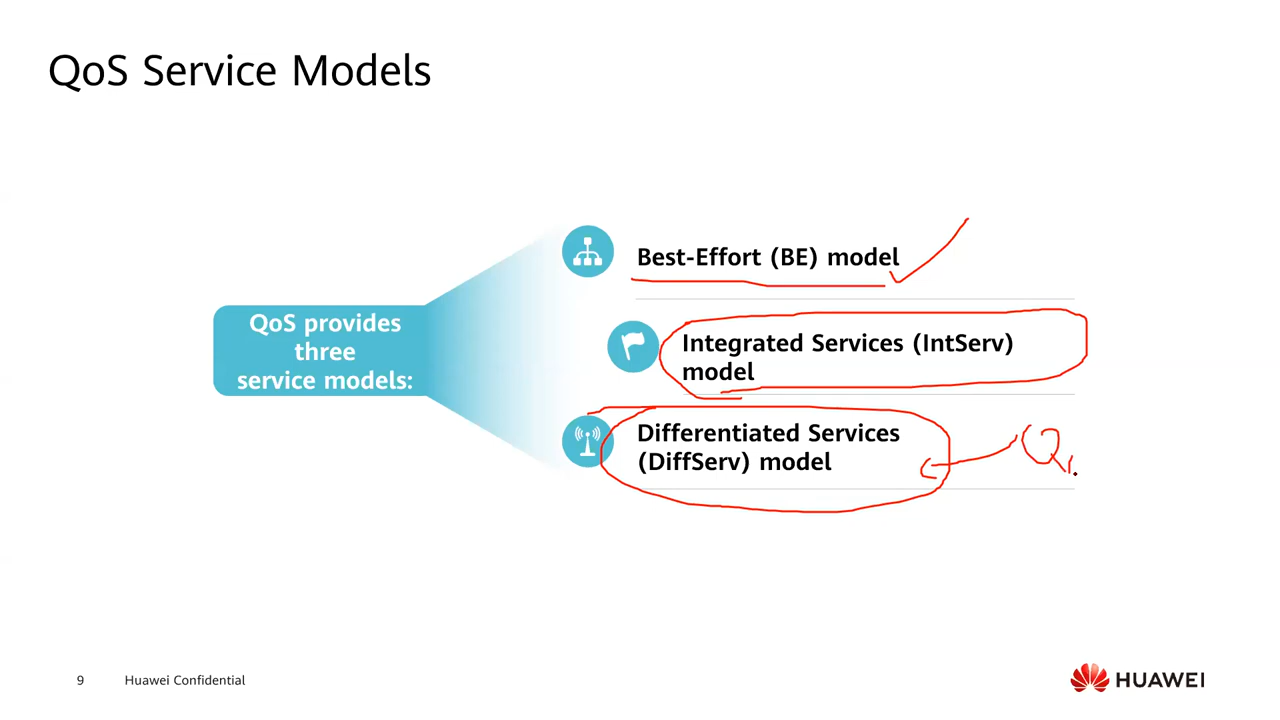 QoS Service Models
QoS provides
three
service models:
Best-Effort (BE) model
Integrated Services (IntServ)
model
Differentiated Services
(DiffServ) model
Q
9
Huawei Confidential
HUAWEI